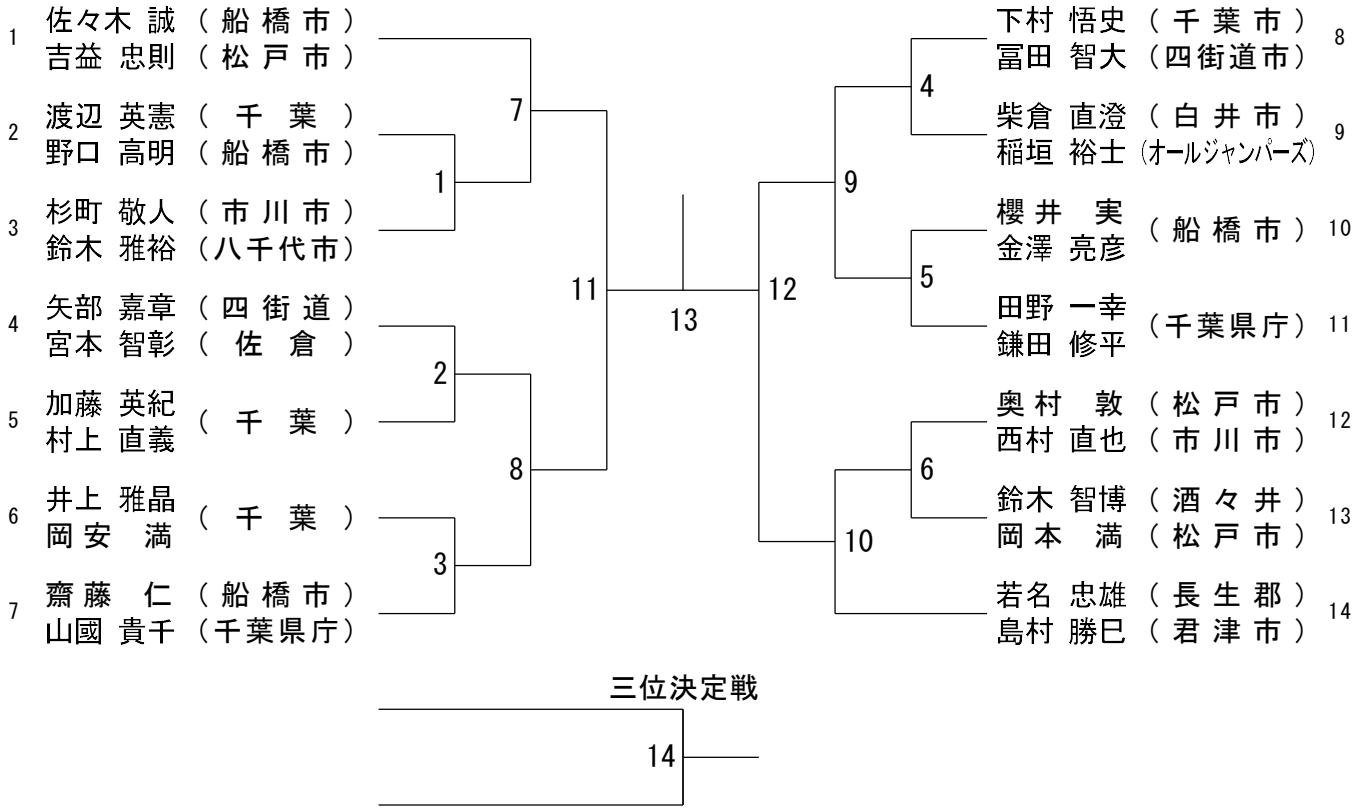 1 佐々木 誠 ( 船 橋 市 )
吉益 忠則 ( 松 戸 市 )
2 渡辺 英憲 ( 千 葉 )
野口 高明 ( 船 橋 市 )
3 杉町 敬人 ( 市 川 市 )
鈴木 雅裕 (八千代市)
4 矢部 嘉章 ( 四 街 道 )
宮本 智彰 ( 佐 倉 )
5 加藤 英紀
村上 直義
( 千 葉 )
6 井上 雅晶
岡 安 満
( 千 葉 )
7 齋 藤 仁 ( 船 橋 市 )
山國 貴千 (千葉県庁)
7
1
2
8
3
11
13
12
9
4
5
10
6
下村 悟史 ( 千 葉 市 ) 8
冨田 智大 (四街道市)
柴倉 直澄 ( 白 井 市 ) 9
稲垣 裕士 (オールジャンパーズ)
櫻 井 実
金澤 亮彦
( 船 橋 市 ) 10
田野 一幸
鎌田 修平
(千葉県庁) 11
奥 村 敦 ( 松 戸 市 ) 12
西村 直也 ( 市 川 市 )
鈴木 智博 ( 酒 々 井 ) 13
岡 本 満 ( 松 戸 市 )
若名 忠雄 ( 長 生 郡 ) 14
島村 勝巳 ( 君 津 市 )
三位決定戦
14